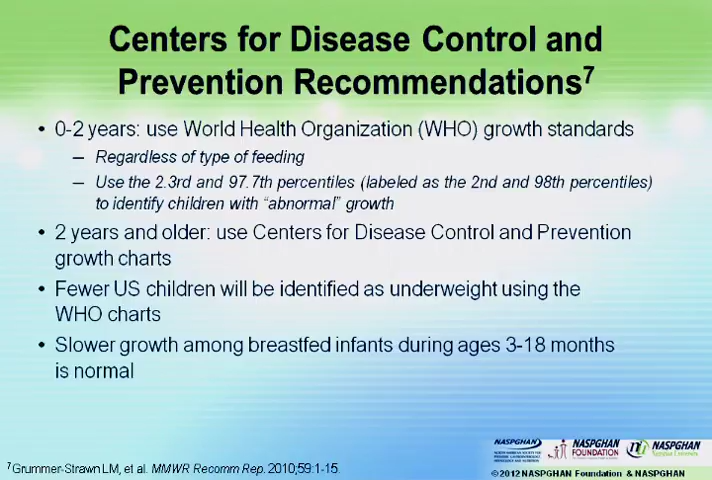 Centers for Disease Control and
Prevention Recommendations⁷
• 0-2 years: use World Health Organization (WHO) growth standards
– Regardless of type of feeding
– Use the 2.3rd and 97.7th percentiles (labeled as the 2nd and 98th percentiles)
to identify children with “abnormal” growth
• 2 years and older: use Centers for Disease Control and Prevention
growth charts
• Fewer US children will be identified as underweight using the
WHO charts
• Slower growth among breastfed infants during ages 3-18 months
is normal
NASPGHAN
NASPGHAN
FOUNDATION
NASPGHAN
⁷Grummer-Strawn LM, et al. MMWR Recomm Rep. 2010;59:1-15.
©2012 NASPGHAN Foundation & NASPGHAN